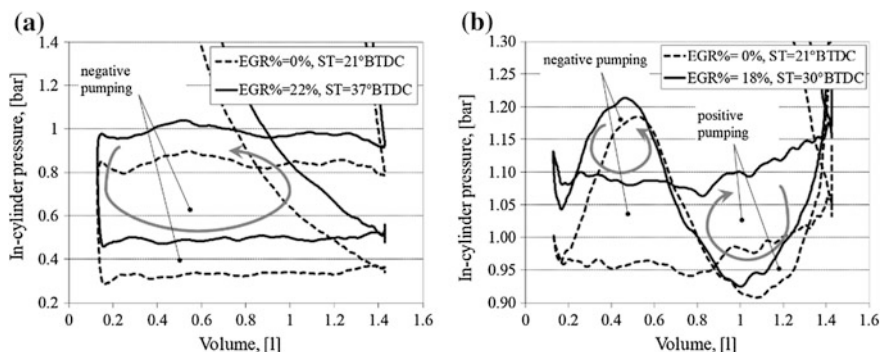 (a)
In-cylinder pressure, [bar]
1.4
1.2
1
0.8
0.6
0.4
0.2
negative
pumping
EGR%=0%, ST=21°BTDC
EGR%=22%, ST=37°BTDC
0 0.2 0.4 0.6 0.8 1 1.2 1.4 1.6
Volume, [l]
(b)
In-cylinder pressure, [bar]
1.30
1.25
1.20
1.15
1.10
1.05
1.00
0.95
0.90
EGR%= 0%, ST=21°BTDC
EGR%= 18%, ST=30°BTDC
negative
pumping
positive
pumping
0 0.2 0.4 0.6 0.8 1 1.2 1.4 1.6
Volume, [l]